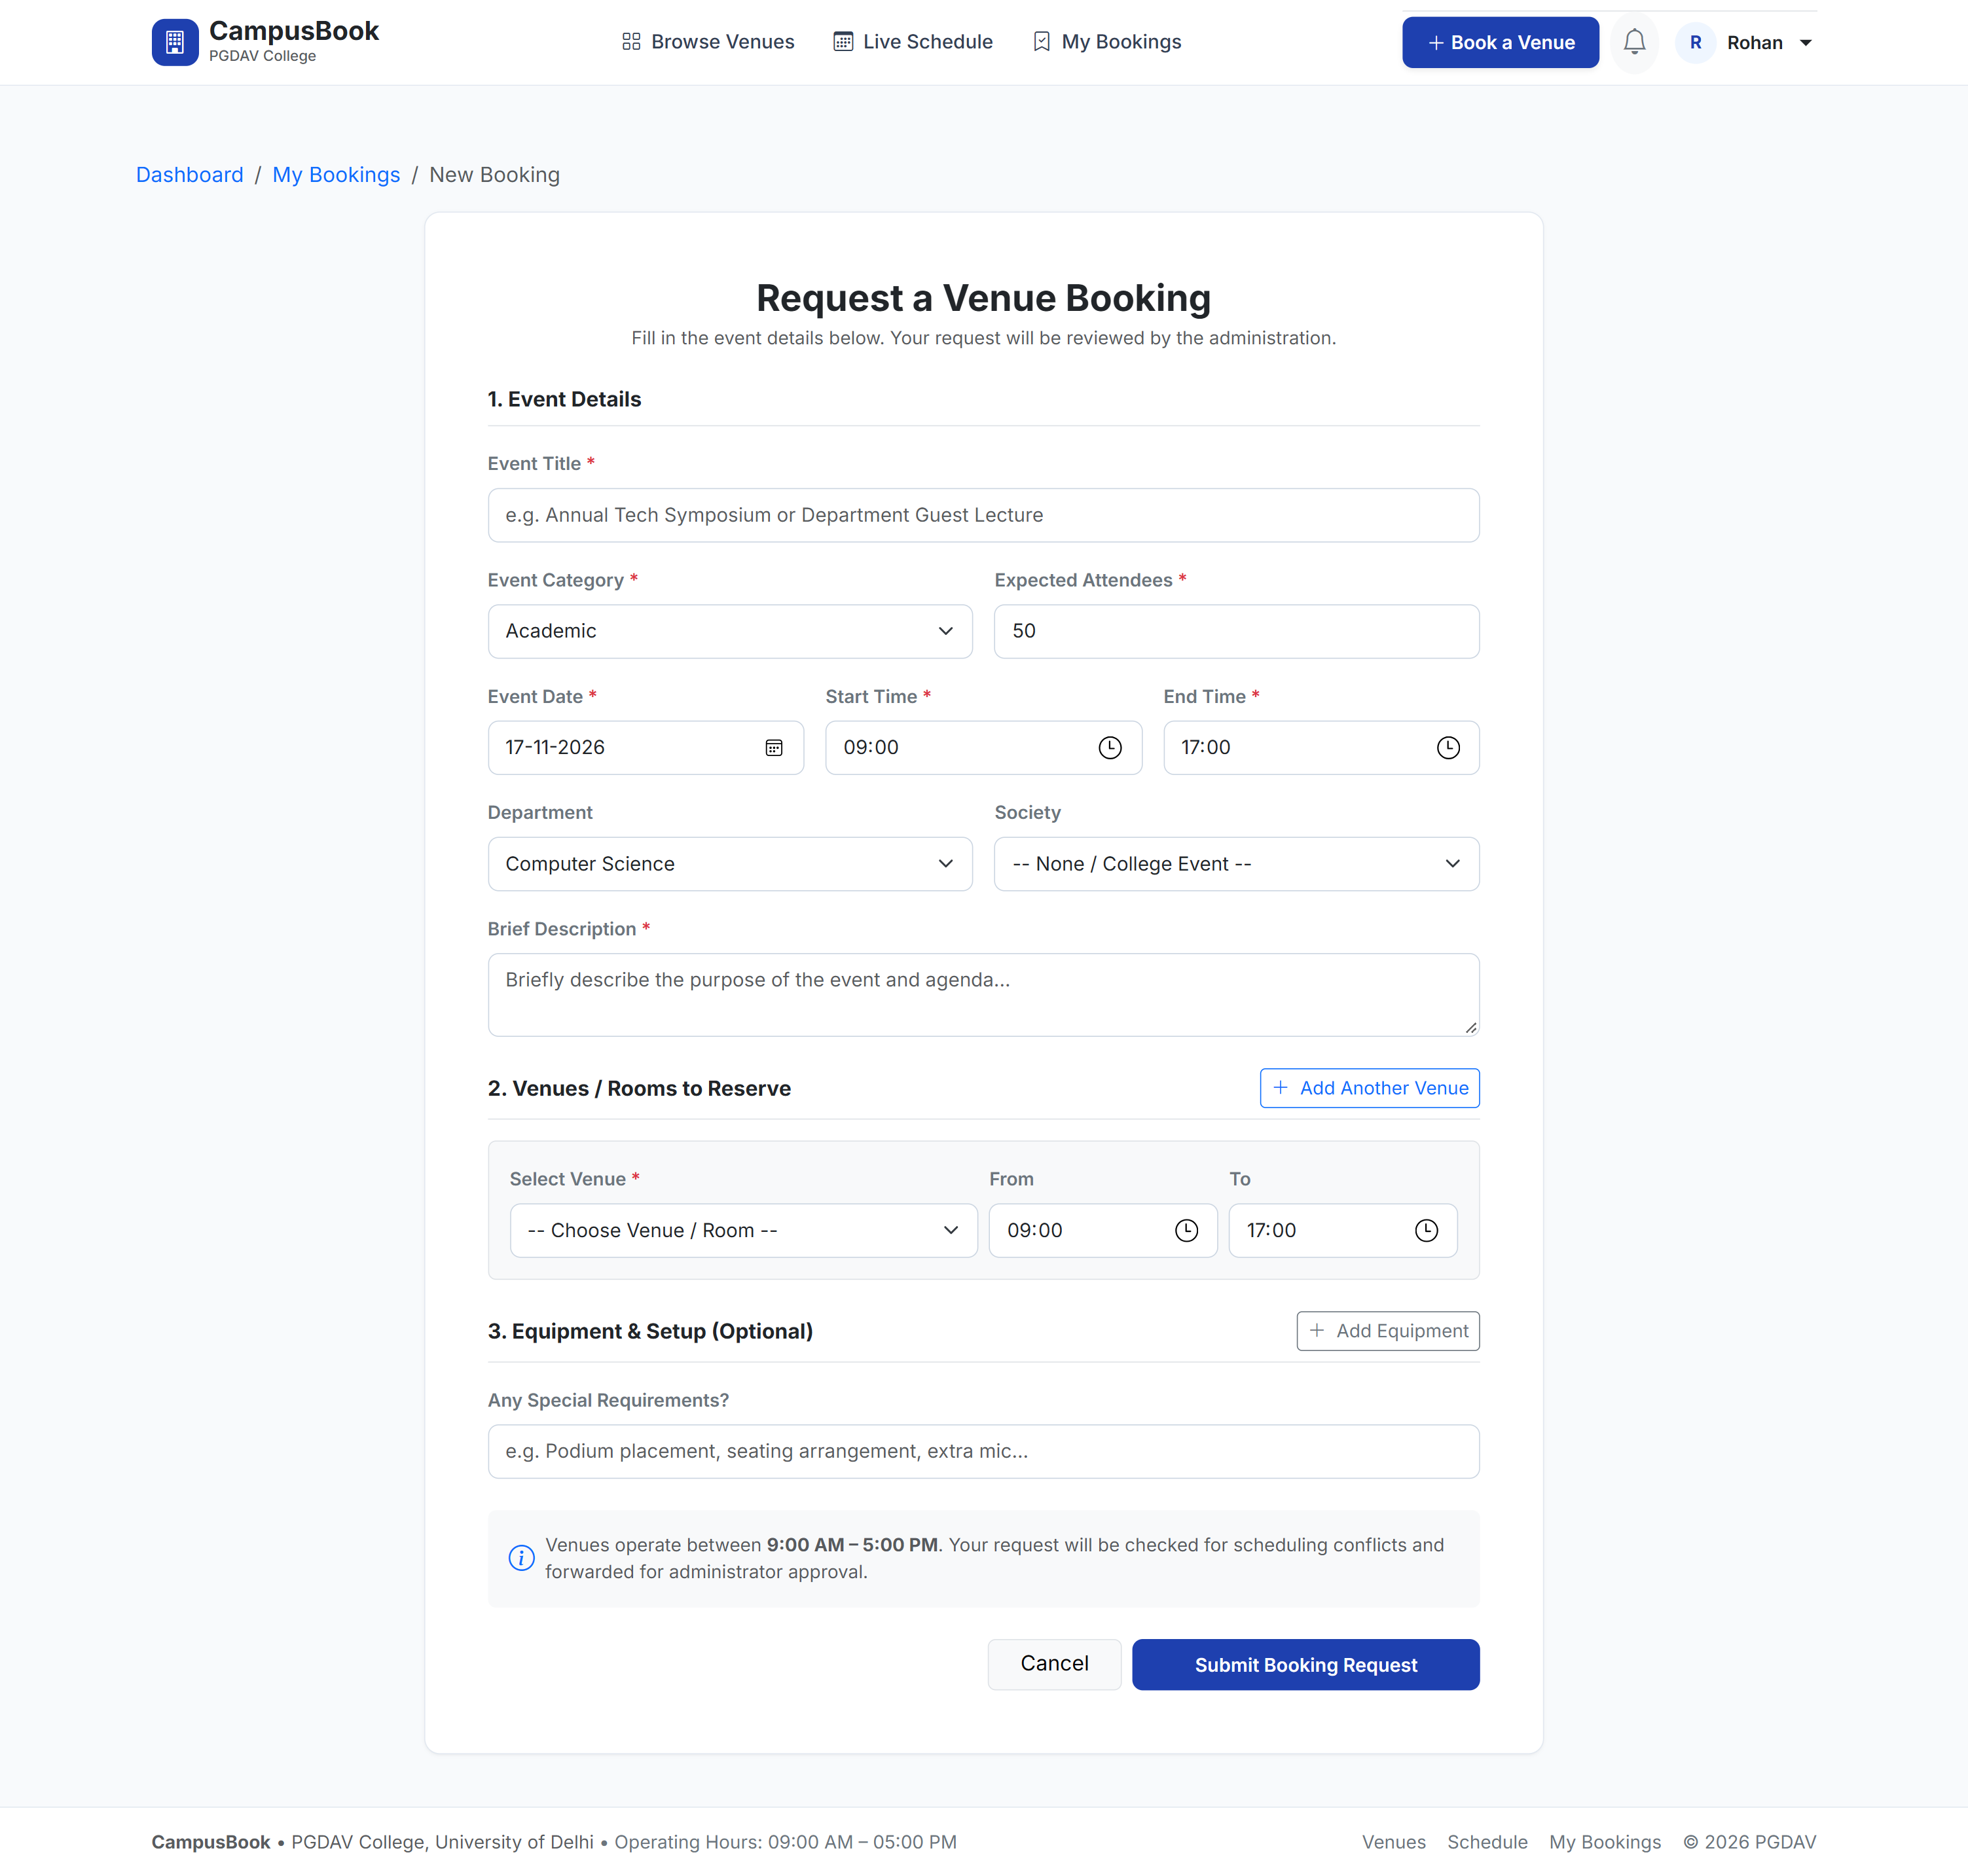 CampusBook
PGDAV College
Browse Venues
Live Schedule
My Bookings
+ Book a Venue
R
Rohan
Dashboard / My Bookings / New Booking
Request a Venue Booking
Fill in the event details below. Your request will be reviewed by the administration.
1. Event Details
Event Title *
e.g. Annual Tech Symposium or Department Guest Lecture
Event Category *
Expected Attendees *
Academic
50
Event Date *
Start Time *
End Time *
17-11-2026
09:00
17:00
Department
Society
Computer Science
-- None / College Event --
Brief Description *
Briefly describe the purpose of the event and agenda...
2. Venues / Rooms to Reserve
+ Add Another Venue
Select Venue *
From
To
-- Choose Venue / Room --
09:00
17:00
3. Equipment & Setup (Optional)
+ Add Equipment
Any Special Requirements?
e.g. Podium placement, seating arrangement, extra mic...
Venues operate between 9:00 AM – 5:00 PM. Your request will be checked for scheduling conflicts and
forwarded for administrator approval.
Cancel
Submit Booking Request
CampusBook • PGDAV College, University of Delhi • Operating Hours: 09:00 AM – 05:00 PM
Venues
Schedule
My Bookings
© 2026 PGDAV